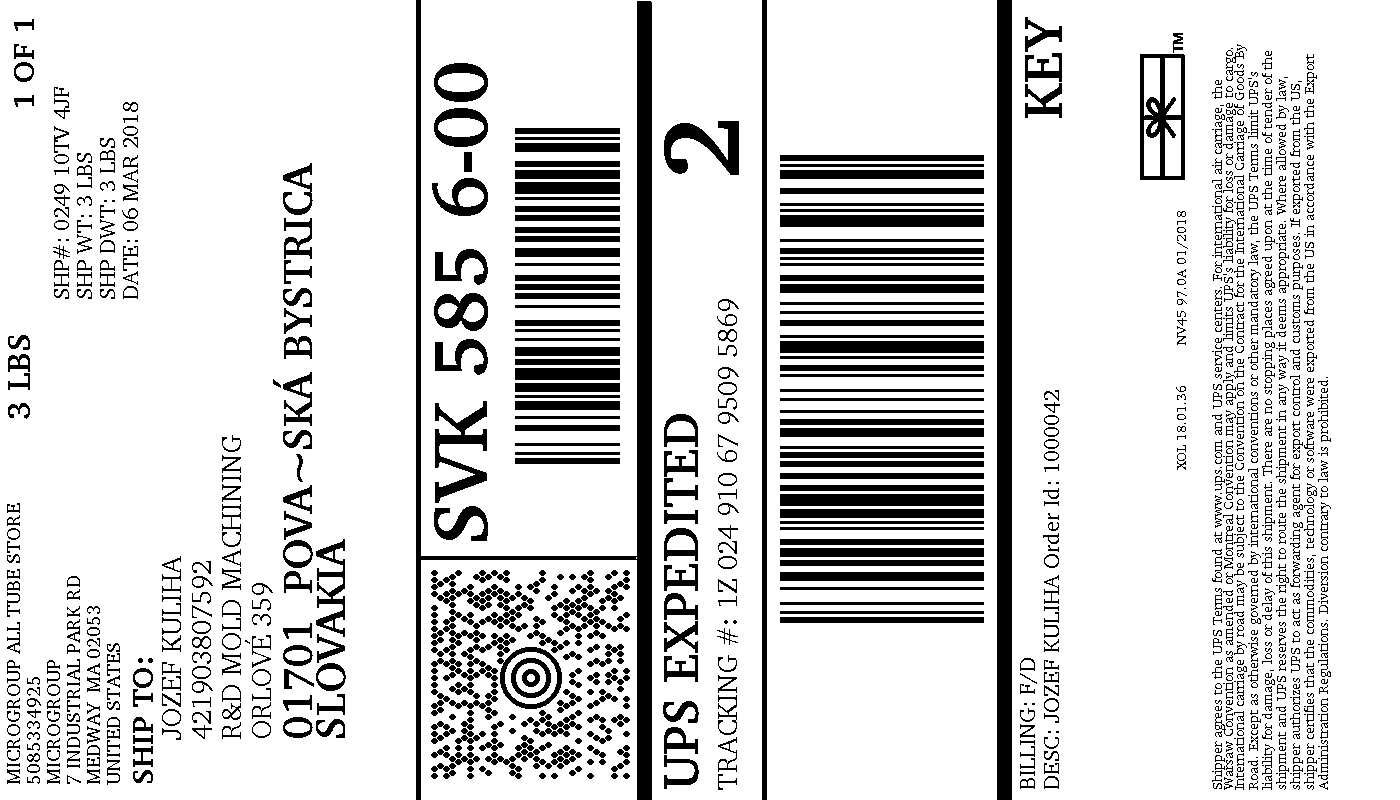 MICROGROUP ALL TUBE STORE
5085334925
MICROGROUP
7 INDUSTRIAL PARK RD
MEDWAY MA 02053
UNITED STATES
3 LBS
1 OF 1
SHP#: 0249 10TV 4JF
SHP WT: 3 LBS
SHP DWT: 3 LBS
DATE: 06 MAR 2018
SHIP TO:
JOZEF KULIHA
421903807592
R&D MOLD MACHINING
ORLOVÉ 359
01701 POVA~SKÁ BYSTRICA
SLOVAKIA
SVK 585 6-00
UPS EXPEDITED
2
TRACKING #: 1Z 024 910 67 9509 5869
BILLING: F/D
DESC: JOZEF KULIHA Order Id: 1000042
KEY
XOL 18.01.36 NV45 97.0A 01/2018
TM
Shipper agrees to the UPS Terms found at www.ups.com and UPS service centers. For international air carriage, the
Warsaw Convention as amended or Montreal Convention may apply and limits UPS's liability for loss or damage to cargo.
International carriage by road may be subject to the Convention on the Contract for the International Carriage of Goods By
Road. Except as otherwise governed by international conventions or other mandatory law, the UPS Terms limit UPS's
liability for damage, loss or delay of this shipment. There are no stopping places agreed upon at the time of tender of the
shipment and UPS reserves the right to route the shipment in any way it deems appropriate. Where allowed by law,
shipper authorizes UPS to act as forwarding agent for export control and customs purposes. If exported from the US,
shipper certifies that the commodities, technology or software were exported from the US in accordance with the Export
Administration Regulations. Diversion contrary to law is prohibited.